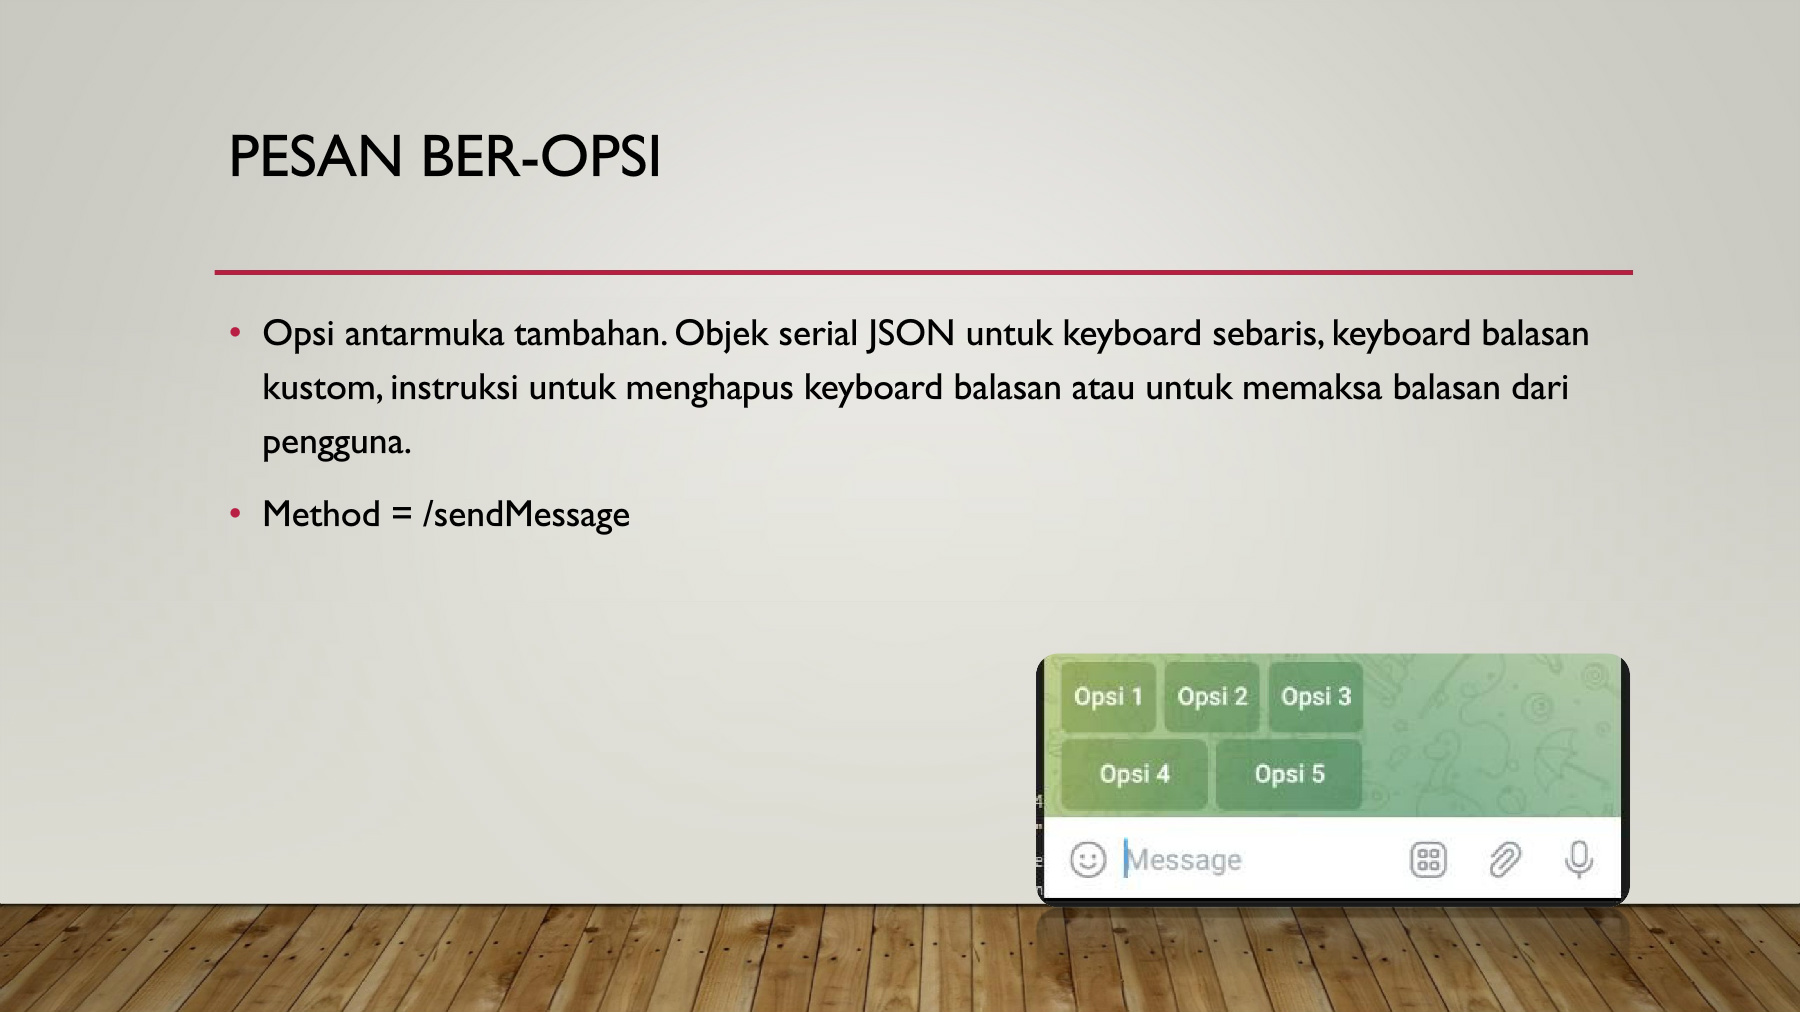 PESAN BER-OPSI
• Opsi antarmuka tambahan. Objek serial JSON untuk keyboard sebaris, keyboard balasan
kustom, instruksi untuk menghapus keyboard balasan atau untuk memaksa balasan dari
pengguna.
• Method = /sendMessage
Opsi 1 Opsi 2 Opsi 3
Opsi 4 Opsi 5
Message